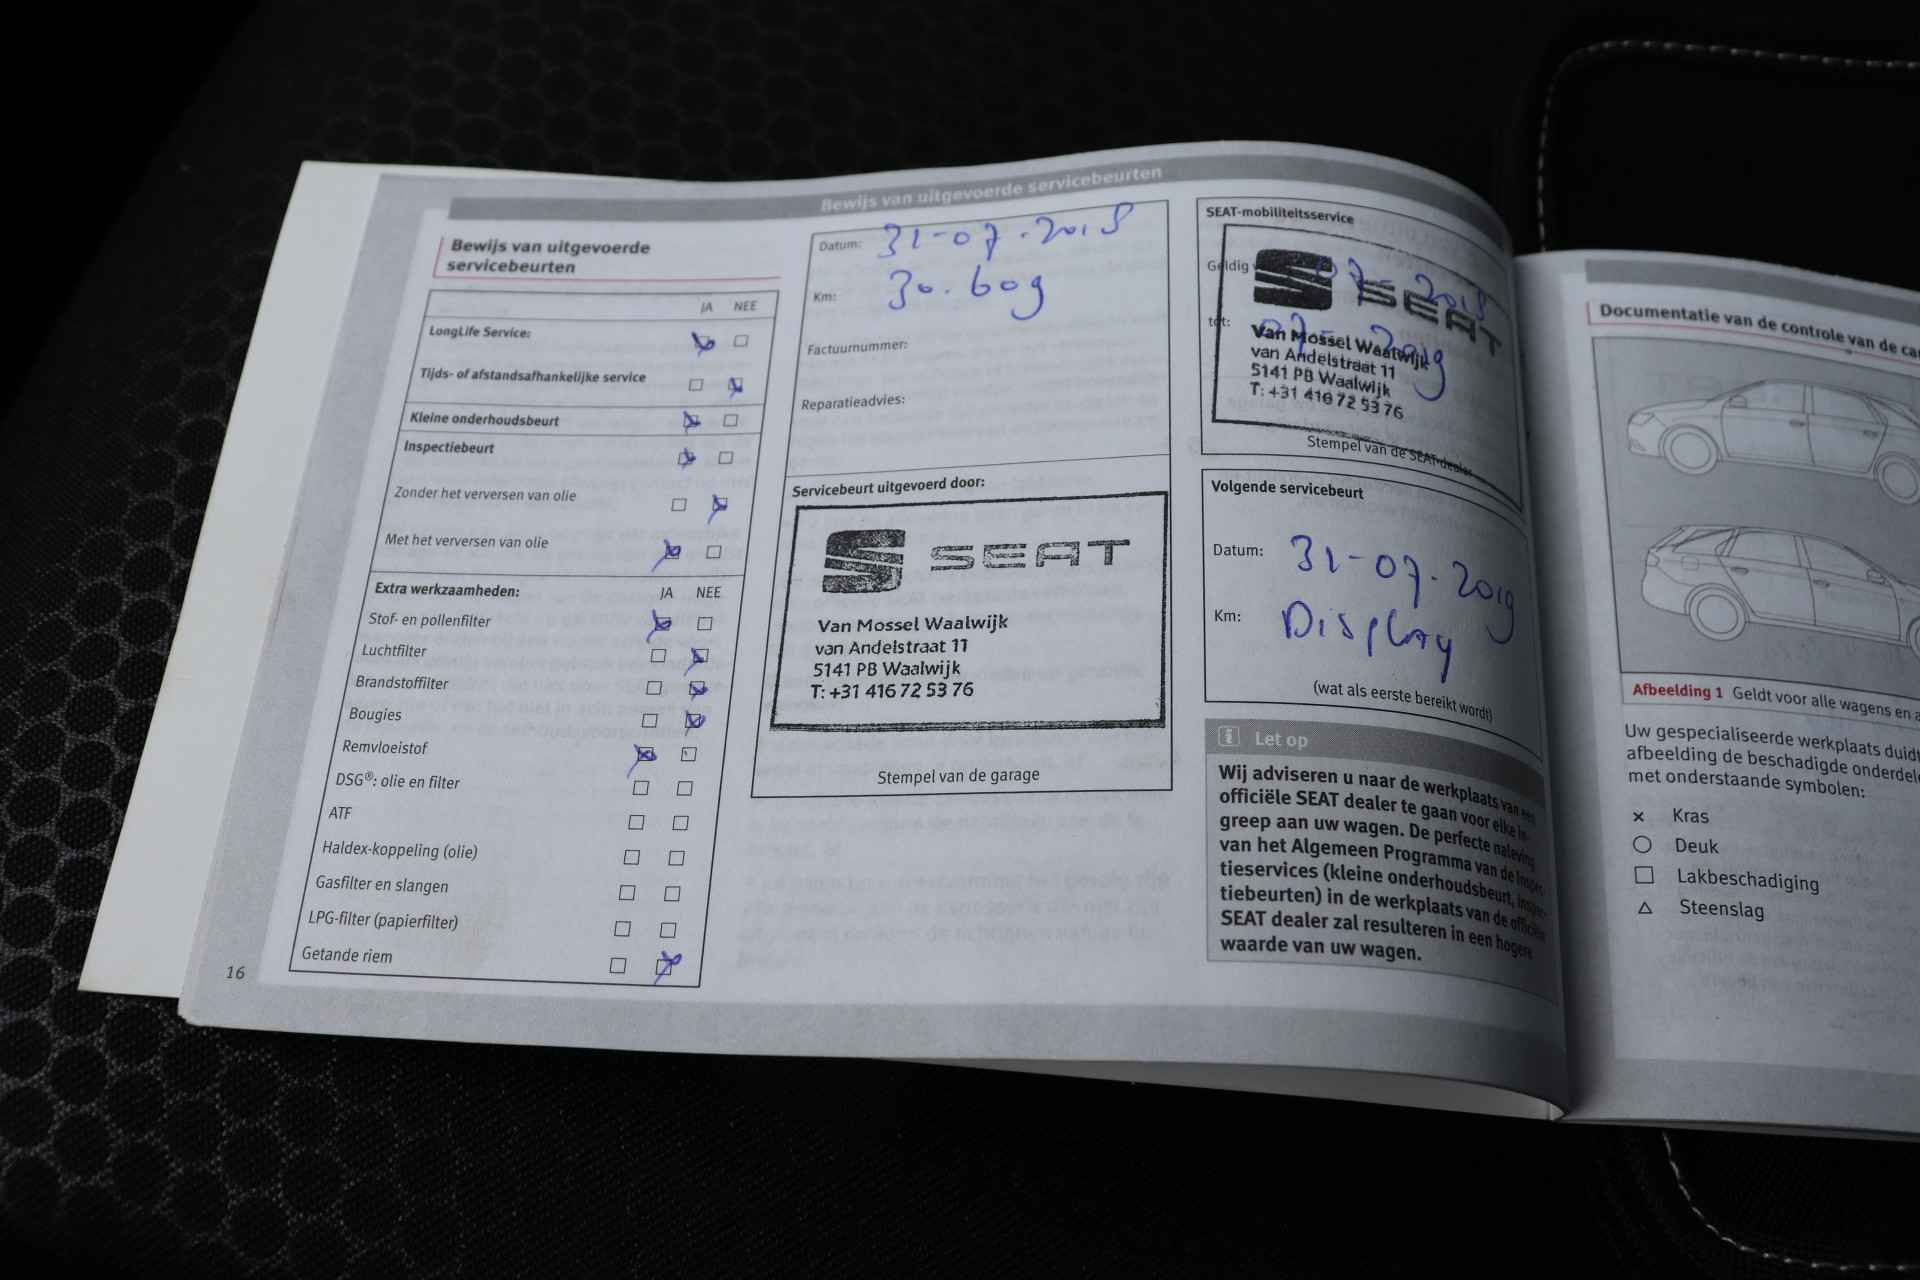 Bewijs van uitgevoerde servicebeurten
Bewijs van uitgevoerde
servicebeurten
JA NEE
LongLife Service:
Tijds- of afstandsafhankelijke service
Kleine onderhoudsbeurt
Inspectiebeurt
Zonder het verversen van olie
Met het verversen van olie
Extra werkzaamheden: JA NEE
Stof- en pollenfilter
Luchtfilter
Brandstoffilter
Bougies
Remvloeistof
DSG®: olie en filter
ATF
Haldex-koppeling (olie)
Gasfilter en slangen
LPG-filter (papierfilter)
Getande riem
16
Datum: 31-07-2018
Km: 30.609
Factuurnummer:
Reparatieadvies:
Servicebeurt uitgevoerd door:
SEAT
Van Mossel Waalwijk
van Andelstraat 11
5141 PB Waalwijk
T: +31 416 72 53 76
Stempel van de garage
SEAT-mobiliteitsservice
Geldig 07-2018
SEAT
tot: 07-2019
Van Mossel Waalwijk
van Andelstraat 11
5141 PB Waalwijk
T: +31 416 72 53 76
Stempel van de SEAT-dealer
Volgende servicebeurt
Datum: 31-07-2019
Km: Display
(wat als eerste bereikt wordt)
Let op
Wij adviseren u naar de werkplaats van een
officiële SEAT dealer te gaan voor elke in-
greep aan uw wagen. De perfecte naleving
van het Algemeen Programma van de Inspec-
tieservices (kleine onderhoudsbeurt, inspec-
tiebeurten) in de werkplaats van de officiële
SEAT dealer zal resulteren in een hogere
waarde van uw wagen.
Documentatie van de controle van de
Afbeelding 1 Geldt voor alle wagens en
Uw gespecialiseerde werkplaats duidt
afbeelding de beschadigde
met onderstaande symbolen:
× Kras
○ Deuk
□ Lakbeschadiging
△ Steenslag